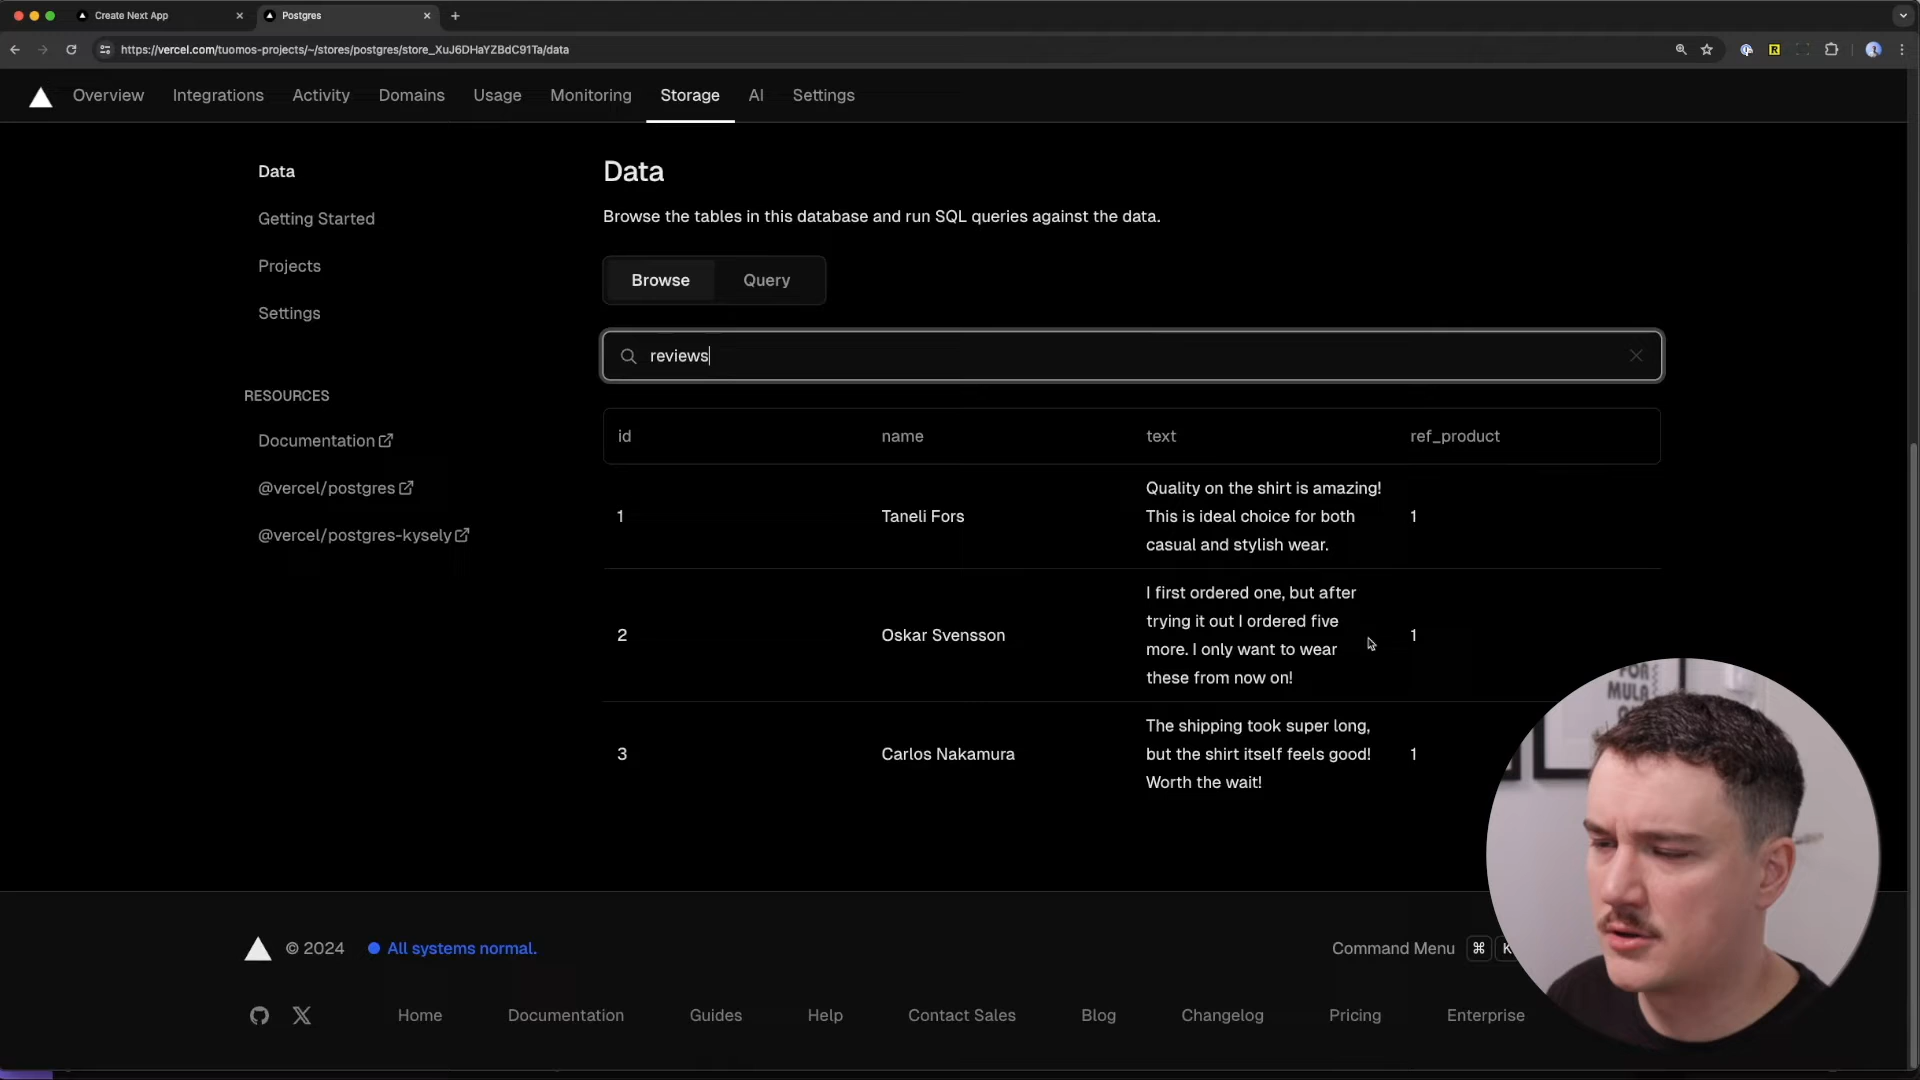 Create Next App
Postgres
https://vercel.com/tuomos-projects/~/stores/postgres/store_XuJ6DHaYZBdC91Ta/data
Overview
Integrations
Activity
Domains
Usage
Monitoring
Storage
AI
Settings
Data
Getting Started
Projects
Settings
RESOURCES
Documentation
@vercel/postgres
@vercel/postgres-kysely
Data
Browse the tables in this database and run SQL queries against the data.
Browse
Query
reviews
id
name
text
ref_product
1
Taneli Fors
Quality on the shirt is amazing!
This is ideal choice for both
casual and stylish wear.
1
2
Oskar Svensson
I first ordered one, but after
trying it out I ordered five
more. I only want to wear
these from now on!
1
3
Carlos Nakamura
The shipping took super long,
but the shirt itself feels good!
Worth the wait!
1
FOR
MULA
© 2024
All systems normal.
Command Menu
⌘
K
Home
Documentation
Guides
Help
Contact Sales
Blog
Changelog
Pricing
Enterprise